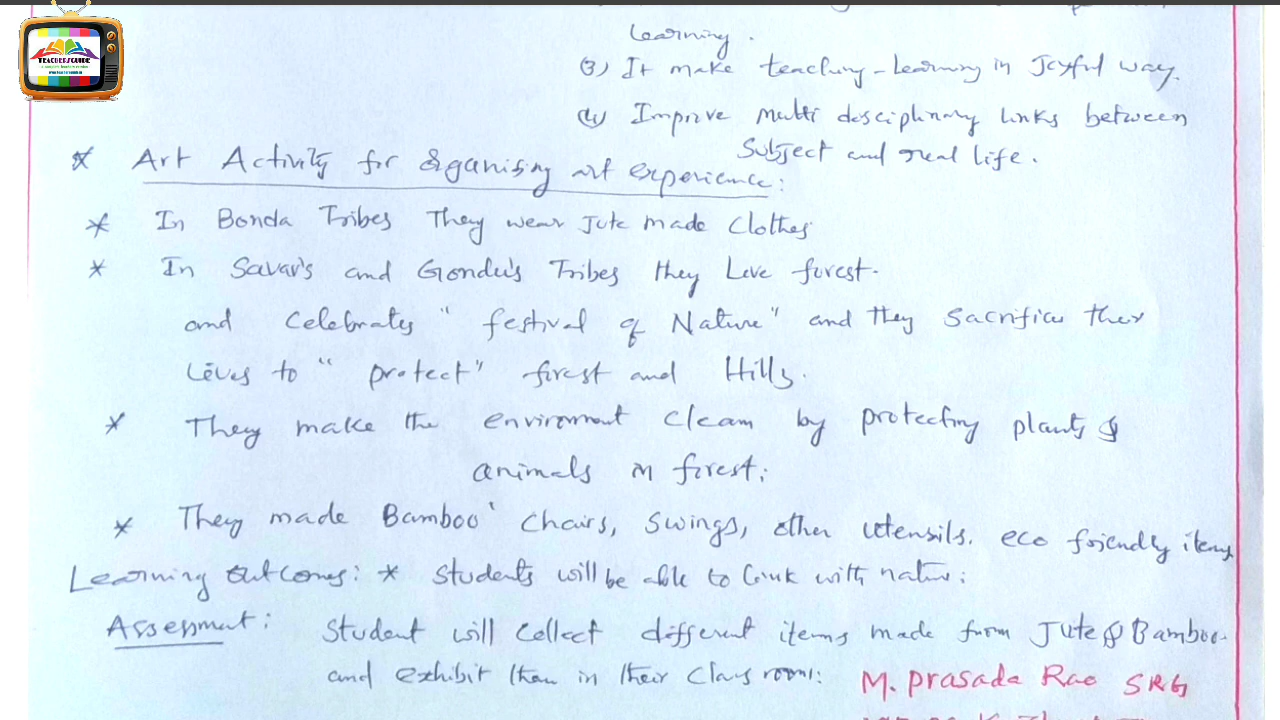 TEACHERSGUIDE
learning.
(3) It make teaching-learning in Joyful way.
Improve multi desciplinary links between
Subject and real life.
* Art Activity for Organising art experience:
* In Bonda Tribes They wear Jute made Clothes
* In Savar's and Gondu's Tribes they Live forest.
and celebrates "festival of Nature" and they sacrifice their
Lives to "protect" forest and Hills.
* They make the environment clean by protecting plants &
animals in forest:
* They made Bamboo chairs, swings, other utensils. eco friendly items
Learning outcomes: * students will be able to link with nature:
Assessment: Student will collect different items made from Jute & Bamboo.
and exhibit them in their class room:
M. Prasada Rao SRG